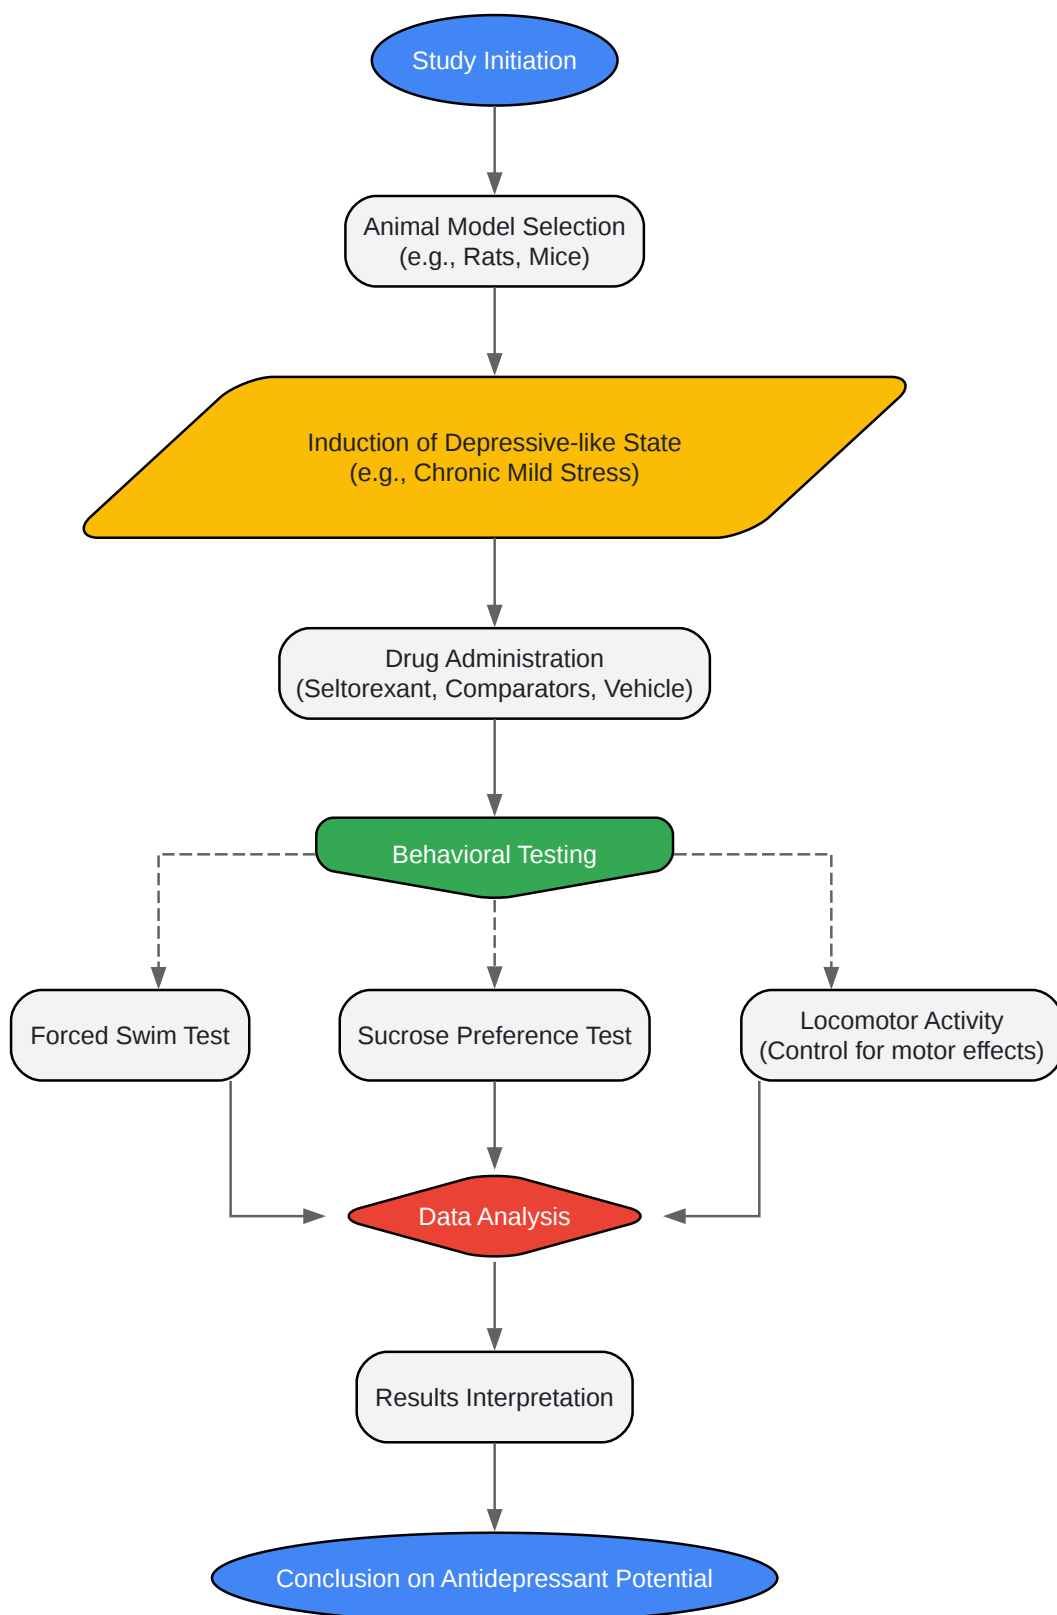 Study Initiation
Animal Model Selection
(e.g., Rats, Mice)
Induction of Depressive-like State
(e.g., Chronic Mild Stress)
Drug Administration
(Seltorexant, Comparators, Vehicle)
Behavioral Testing
Forced Swim Test
Sucrose Preference Test
Locomotor Activity
(Control for motor effects)
Data Analysis
Results Interpretation
Conclusion on Antidepressant Potential